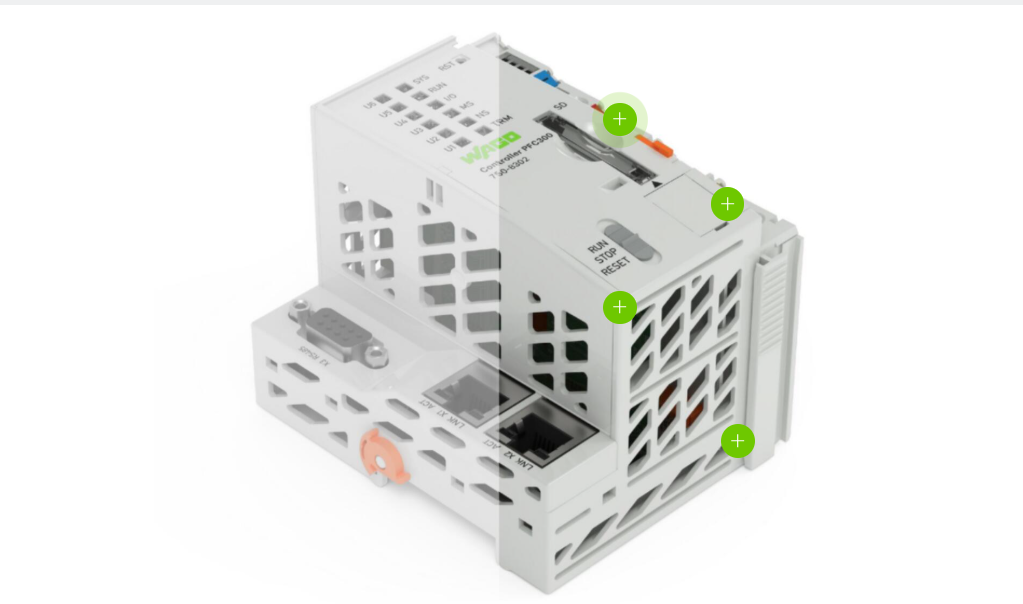 RST
SYS
RUN
I/O
MS
NS
TRM
U6
U5
U4
U3
U2
U1
SD
WAGO
Controller PFC300
750-8302
RUN
STOP
RESET
X3 RS485
LNK X1 ACT
LNK X2 ACT